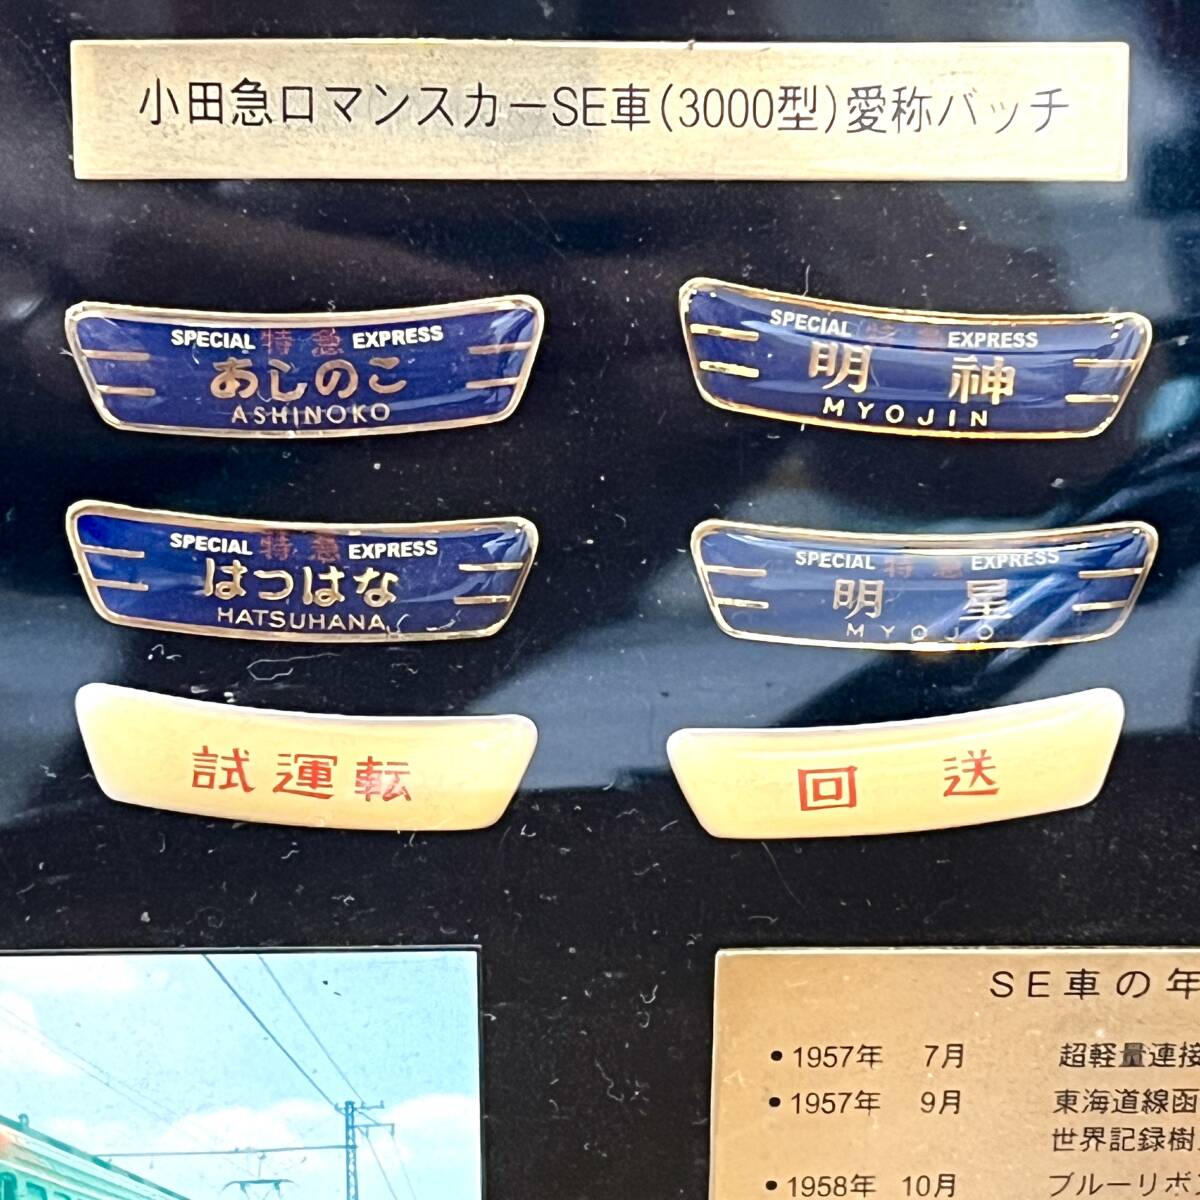 小田急ロマンスカーSE車(3000型)愛称バッチ
SPECIAL 特急 EXPRESS
あしのこ
ASHINOKO
SPECIAL 特急 EXPRESS
明 神
MYOJIN
SPECIAL 特急 EXPRESS
はつはな
HATSUHANA
SPECIAL 特急 EXPRESS
明 星
MYOJO
試運転
回 送
SE車の年
• 1957年 7月 超軽量連接
• 1957年 9月 東海道線函
世界記録樹
• 1958年 10月 ブルーリボ